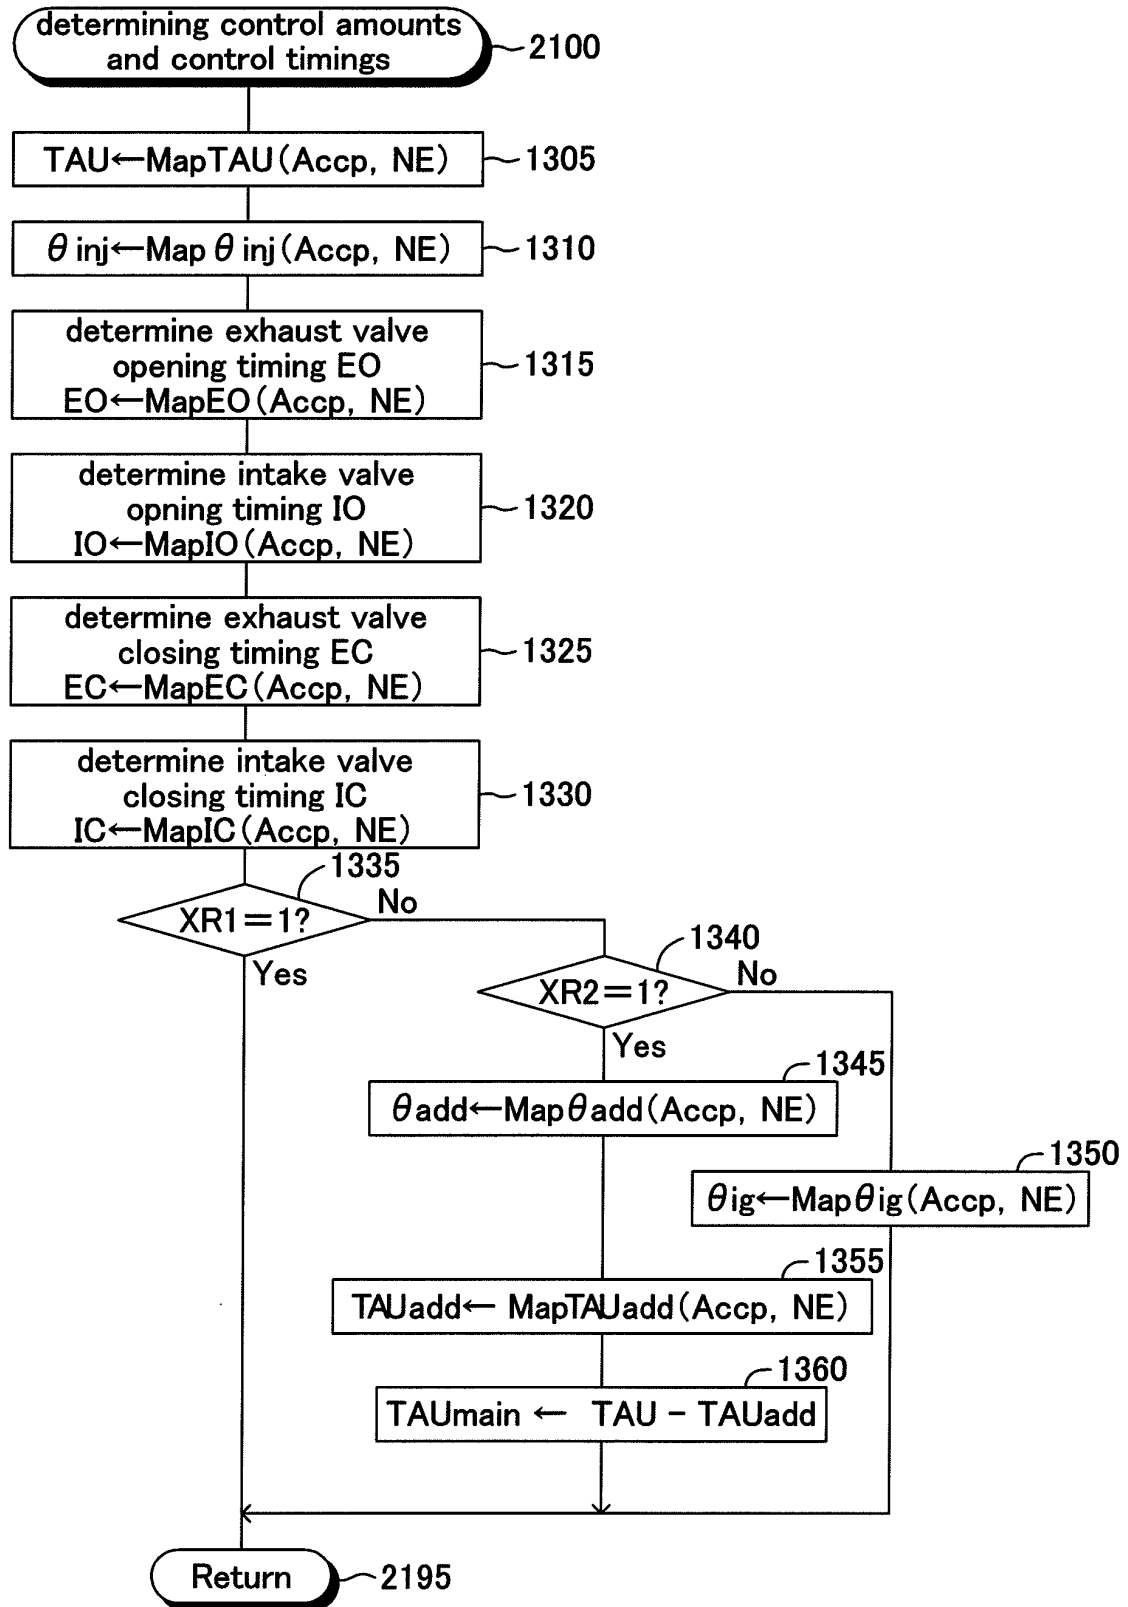 determining control amounts
and control timings
2100
TAU←MapTAU(Accp, NE)
1305
θinj←Mapθinj(Accp, NE)
1310
determine exhaust valve
opening timing EO
EO←MapEO(Accp, NE)
1315
determine intake valve
opning timing IO
IO←MapIO(Accp, NE)
1320
determine exhaust valve
closing timing EC
EC←MapEC(Accp, NE)
1325
determine intake valve
closing timing IC
IC←MapIC(Accp, NE)
1330
1335
XR1=1?
No
Yes
1340
XR2=1?
No
Yes
1345
θadd←Mapθadd(Accp, NE)
1350
θig←Mapθig(Accp, NE)
1355
TAUadd← MapTAUadd(Accp, NE)
1360
TAUmain ← TAU - TAUadd
Return
2195